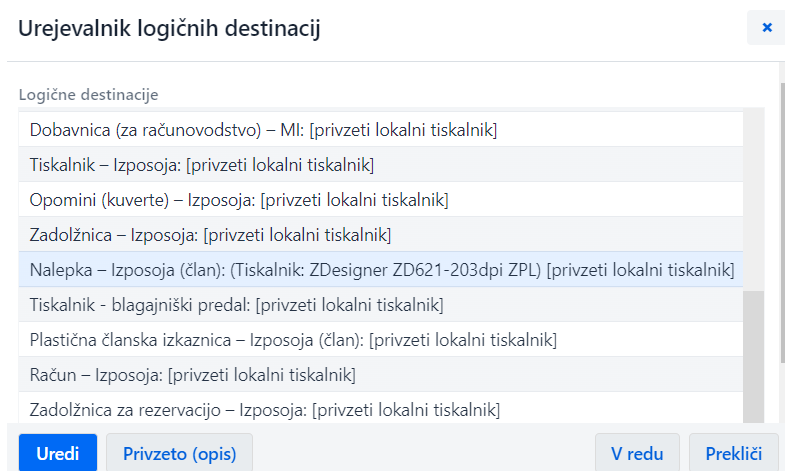 Urejevalnik logičnih destinacij
×
Logične destinacije
Dobavnica (za računovodstvo) – MI: [privzeti lokalni tiskalnik]
Tiskalnik – Izposoja: [privzeti lokalni tiskalnik]
Opomini (kuverte) – Izposoja: [privzeti lokalni tiskalnik]
Zadolžnica – Izposoja: [privzeti lokalni tiskalnik]
Nalepka – Izposoja (član): (Tiskalnik: ZDesigner ZD621-203dpi ZPL) [privzeti lokalni tiskalnik]
Tiskalnik - blagajniški predal: [privzeti lokalni tiskalnik]
Plastična članska izkaznica – Izposoja (član): [privzeti lokalni tiskalnik]
Račun – Izposoja: [privzeti lokalni tiskalnik]
Zadolžnica za rezervacijo – Izposoja: [privzeti lokalni tiskalnik]
Uredi Privzeto (opis) V redu Prekliči